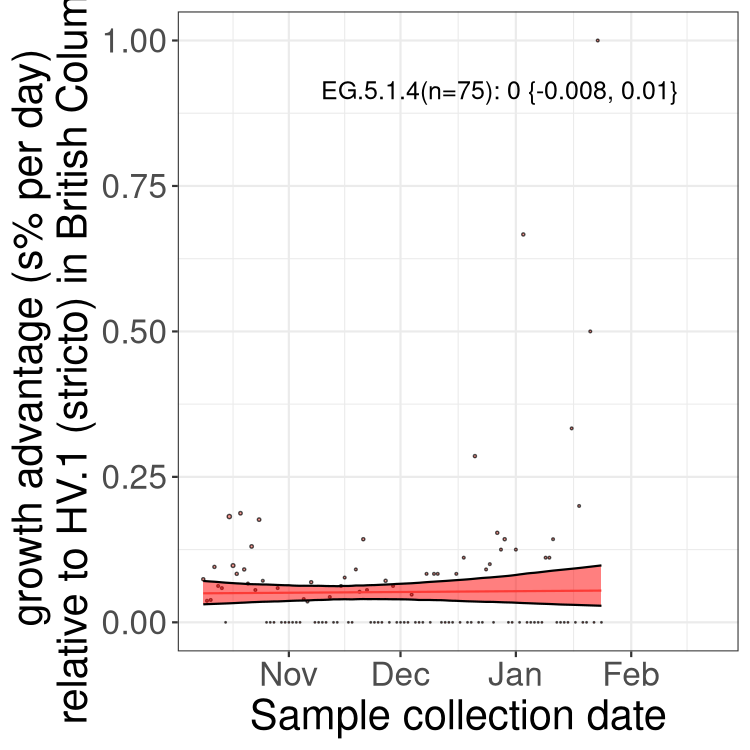 growth advantage (s% per day)
relative to HV.1 (stricto) in British Colum
1.00
0.75
0.50
0.25
0.00
EG.5.1.4(n=75): 0 {-0.008, 0.01}
Nov Dec Jan Feb
Sample collection date